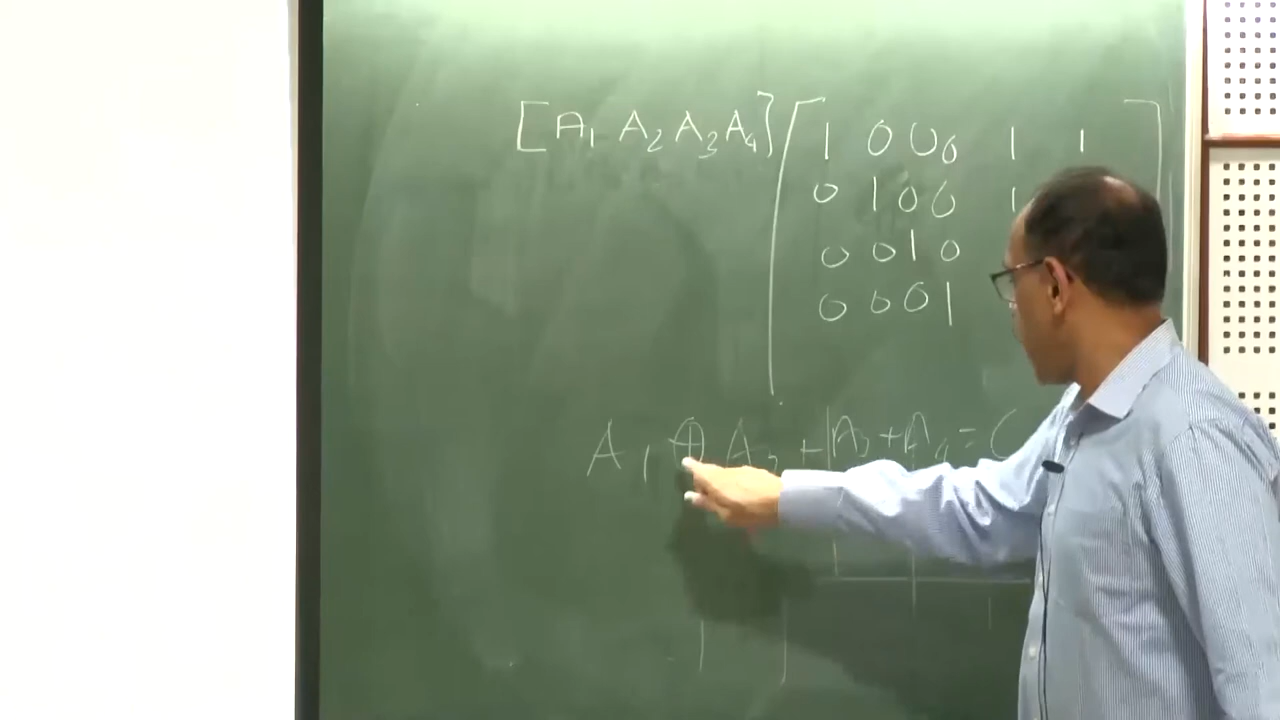 [A₁ A₂ A₃ A₄] [1 0 0 0 1 1
0 1 0 0 1
0 0 1 0
0 0 0 1
A₁ ⊕ A₂ + A₃ + A₄ = C